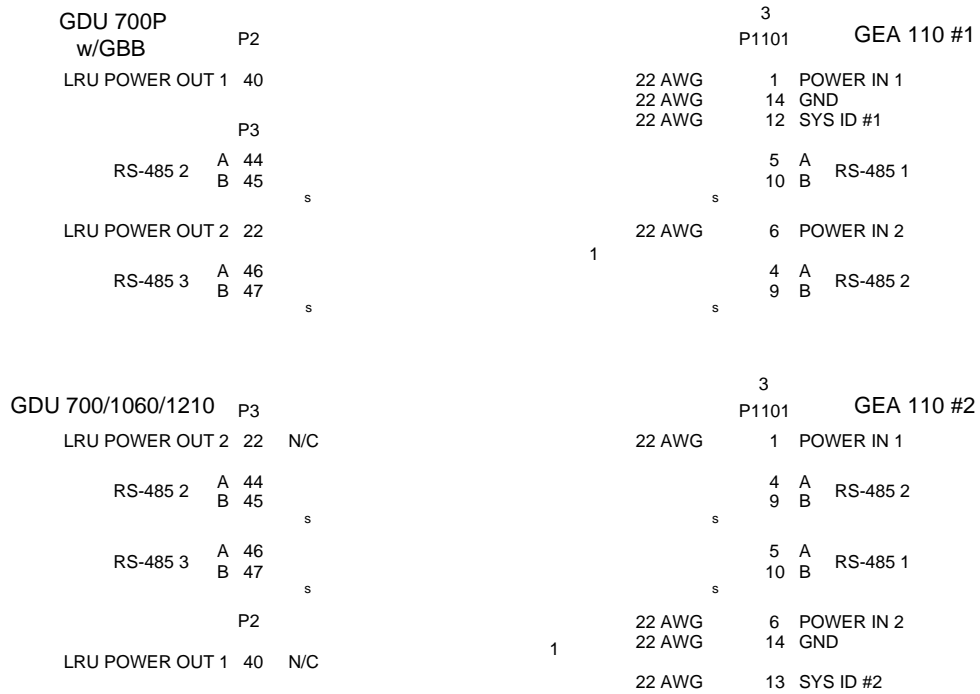 GDU 700P
w/GBB
P2
3
P1101
GEA 110 #1
LRU POWER OUT 1 40 22 AWG 1 POWER IN 1
22 AWG 14 GND
22 AWG 12 SYS ID #1
P3
RS-485 2 A 44 5 A RS-485 1
B 45 10 B
s s
LRU POWER OUT 2 22 22 AWG 6 POWER IN 2
1
RS-485 3 A 46 4 A RS-485 2
B 47 9 B
s s
3
GDU 700/1060/1210 P3 P1101 GEA 110 #2
LRU POWER OUT 2 22 N/C 22 AWG 1 POWER IN 1
RS-485 2 A 44 4 A RS-485 2
B 45 9 B
s s
RS-485 3 A 46 5 A RS-485 1
B 47 10 B
s s
P2 22 AWG 6 POWER IN 2
22 AWG 14 GND
1
LRU POWER OUT 1 40 N/C
22 AWG 13 SYS ID #2